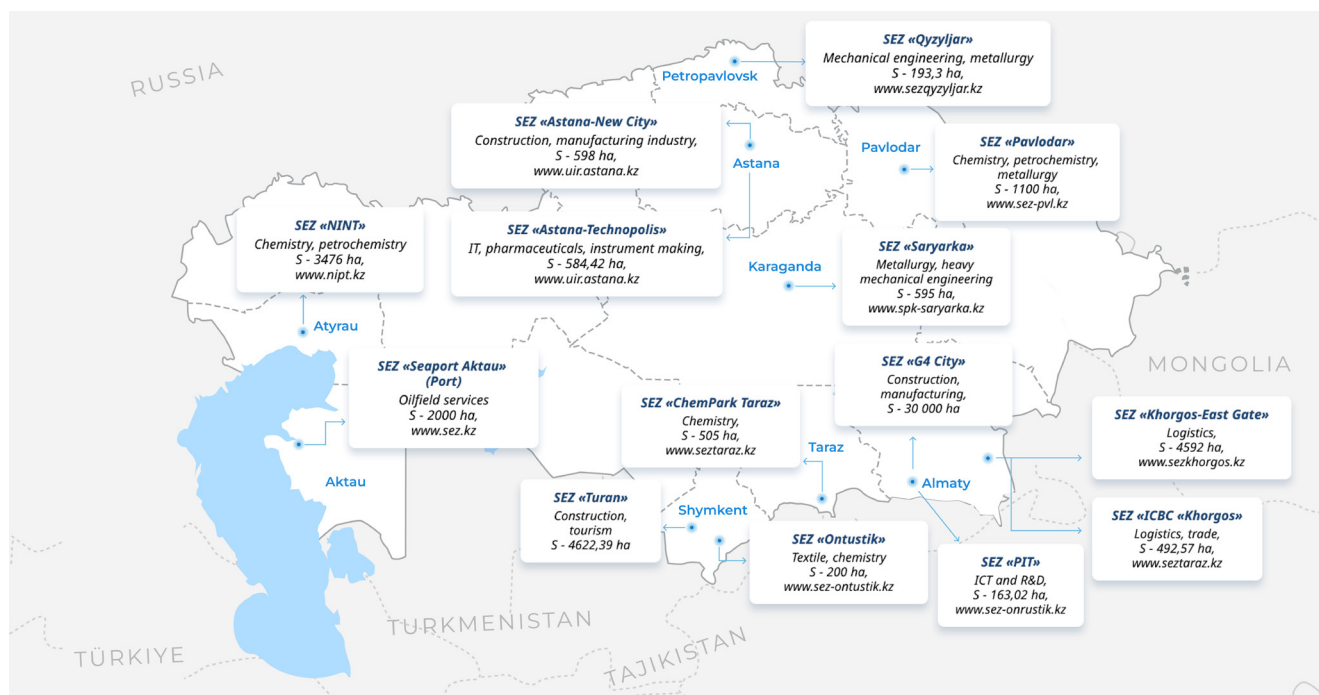 RUSSIA
SEZ «Qyzyljar»
Mechanical engineering, metallurgy
S - 193,3 ha,
www.sezqyzyljar.kz
Petropavlovsk
SEZ «Astana-New City»
Construction, manufacturing industry,
S - 598 ha,
www.uir.astana.kz
Astana
Pavlodar
SEZ «Pavlodar»
Chemistry, petrochemistry,
metallurgy
S - 1100 ha,
www.sez-pvl.kz
SEZ «NINT»
Chemistry, petrochemistry
S - 3476 ha,
www.nipt.kz
Atyrau
SEZ «Astana-Technopolis»
IT, pharmaceuticals, instrument making,
S - 584,42 ha,
www.uir.astana.kz
Karaganda
SEZ «Saryarka»
Metallurgy, heavy
mechanical engineering
S - 595 ha,
www.spk-saryarka.kz
MONGOLIA
SEZ «Seaport Aktau»
(Port)
Oilfield services
S - 2000 ha,
www.sez.kz
Aktau
SEZ «ChemPark Taraz»
Chemistry,
S - 505 ha,
www.seztaraz.kz
Taraz
SEZ «G4 City»
Construction,
manufacturing,
S - 30 000 ha
Almaty
SEZ «Khorgos-East Gate»
Logistics,
S - 4592 ha,
www.sezkhorgos.kz
SEZ «Turan»
Construction,
tourism
S - 4622,39 ha
Shymkent
SEZ «Ontustik»
Textile, chemistry
S - 200 ha,
www.sez-ontustik.kz
SEZ «PIT»
ICT and R&D,
S - 163,02 ha,
www.sez-onrustik.kz
SEZ «ICBC «Khorgos»
Logistics, trade,
S - 492,57 ha,
www.seztaraz.kz
TÜRKIYE
TURKMENISTAN
TAJIKISTAN